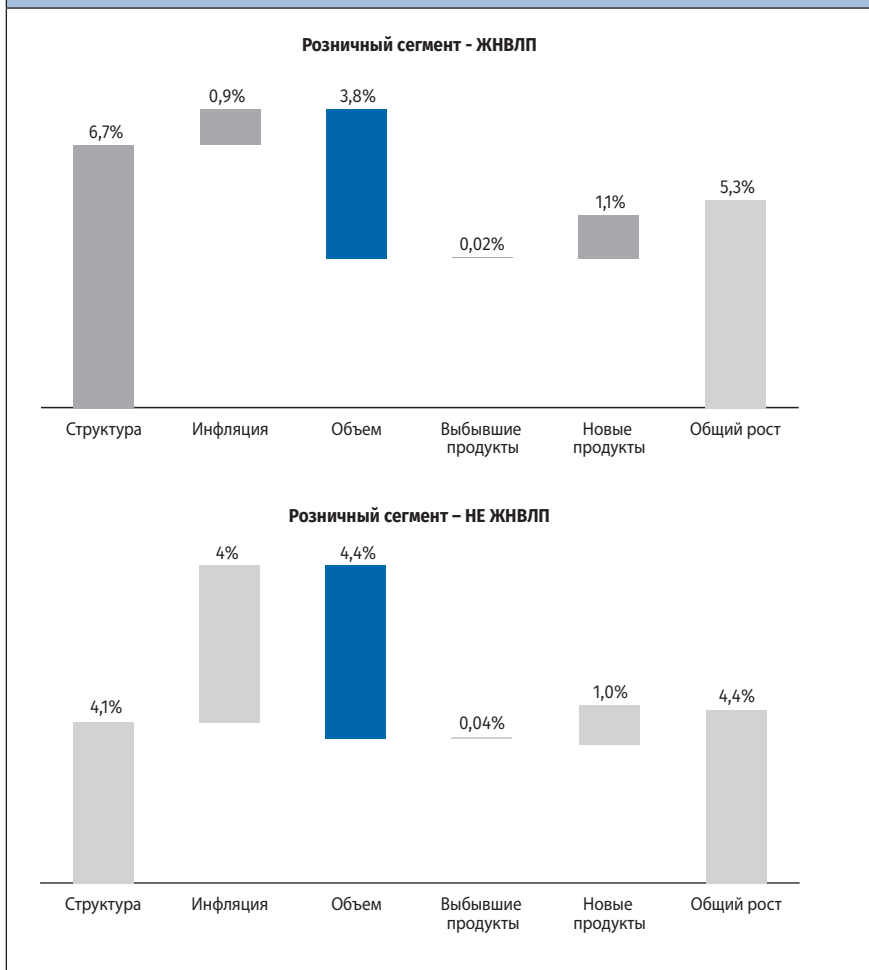 Розничный сегмент - ЖНВЛП
0,9%
3,8%
6,7%
5,3%
1,1%
0,02%
Структура
Инфляция
Объем
Выбывшие
продукты
Новые
продукты
Общий рост
Розничный сегмент – НЕ ЖНВЛП
4%
4,4%
4,1%
1,0%
4,4%
0,04%
Структура
Инфляция
Объем
Выбывшие
продукты
Новые
продукты
Общий рост